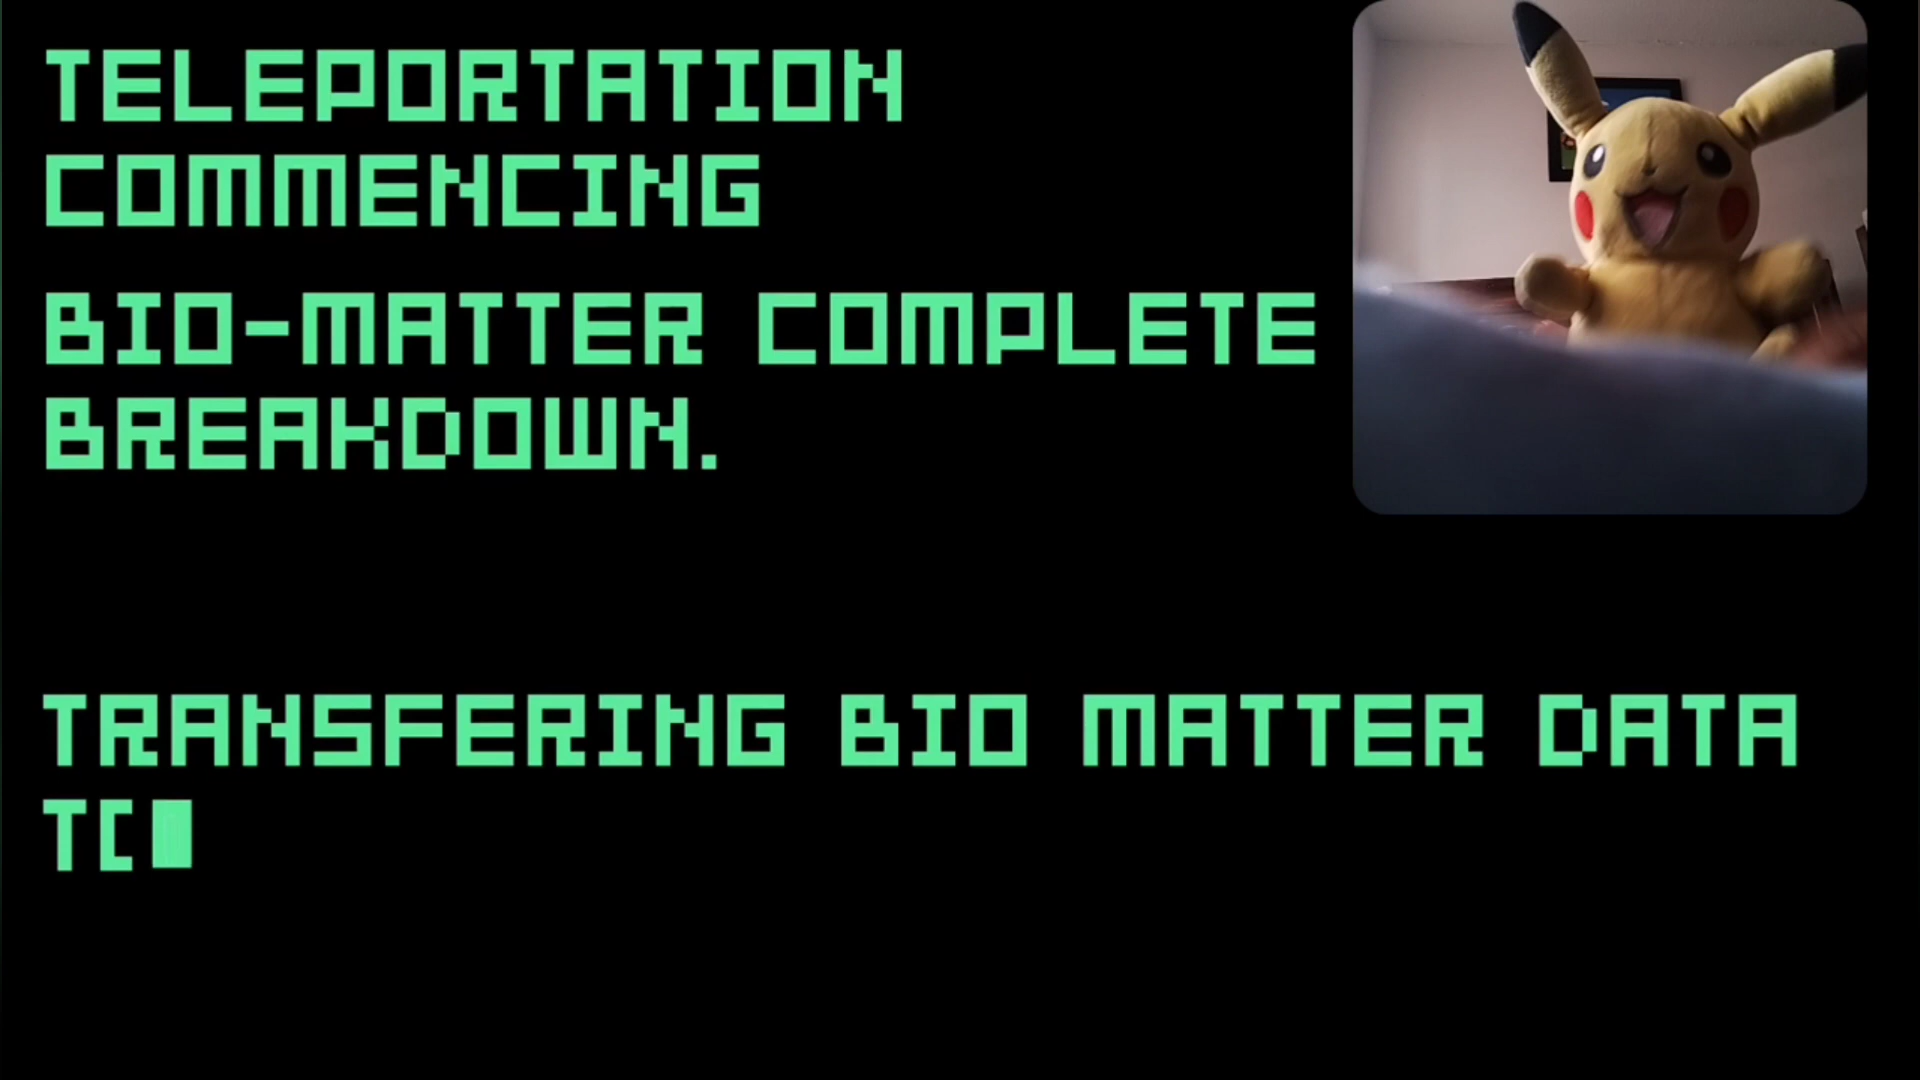 TELEPORTATION
COMMENCING
BIO-MATTER COMPLETE
BREAKDOWN.
TRANSFERING BIO MATTER DATA
T